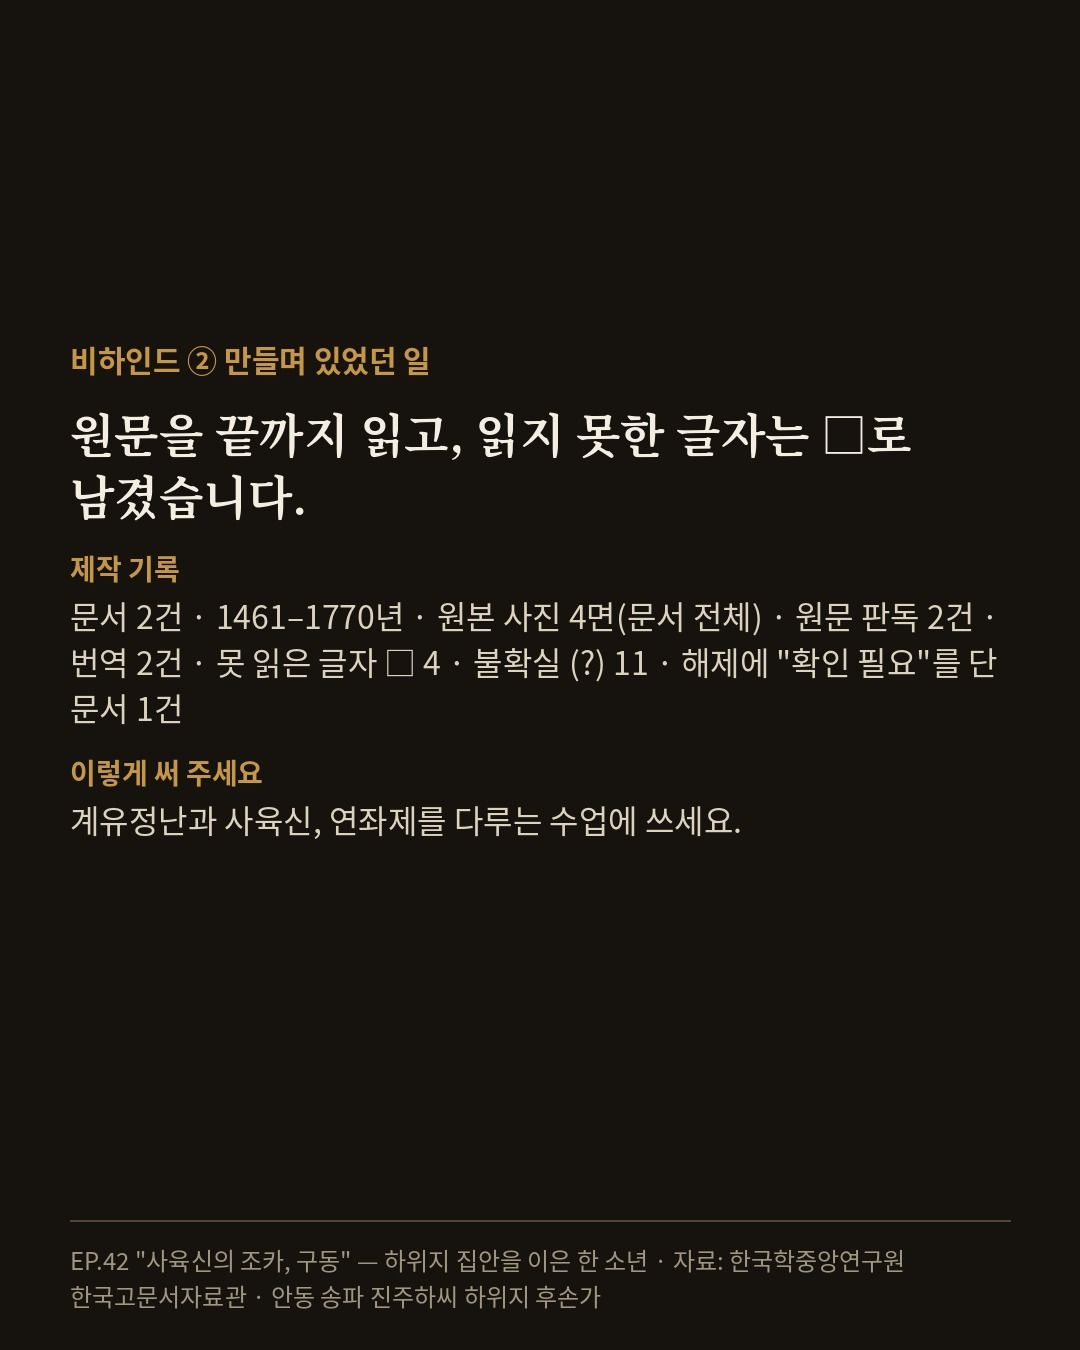 비하인드 ② 만들며 있었던 일
원문을 끝까지 읽고, 읽지 못한 글자는 □로
남겼습니다.
제작 기록
문서 2건 · 1461–1770년 · 원본 사진 4면(문서 전체) · 원문 판독 2건 ·
번역 2건 · 못 읽은 글자 □ 4 · 불확실 (?) 11 · 해제에 "확인 필요"를 단
문서 1건
이렇게 써 주세요
계유정난과 사육신, 연좌제를 다루는 수업에 쓰세요.
EP.42 "사육신의 조카, 구동" — 하위지 집안을 이은 한 소년 · 자료: 한국학중앙연구원
한국고문서자료관 · 안동 송파 진주하씨 하위지 후손가